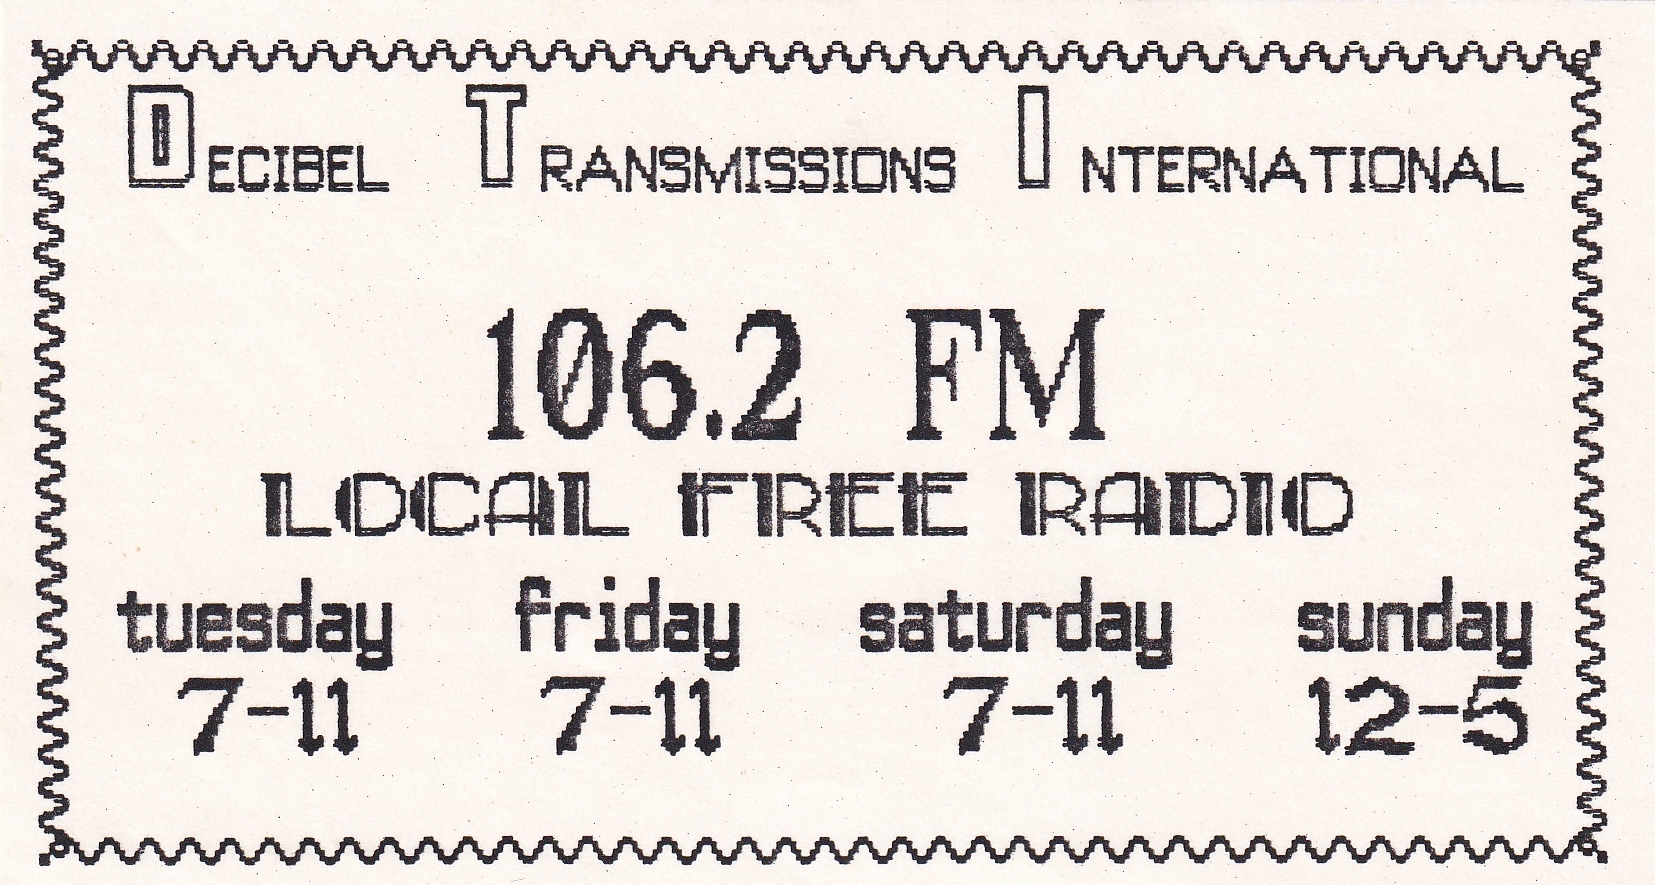 DECIBEL TRANSMISSIONS INTERNATIONAL
106.2 FM
LOCAL FREE RADIO
tuesday friday saturday sunday
7-11 7-11 7-11 12-5